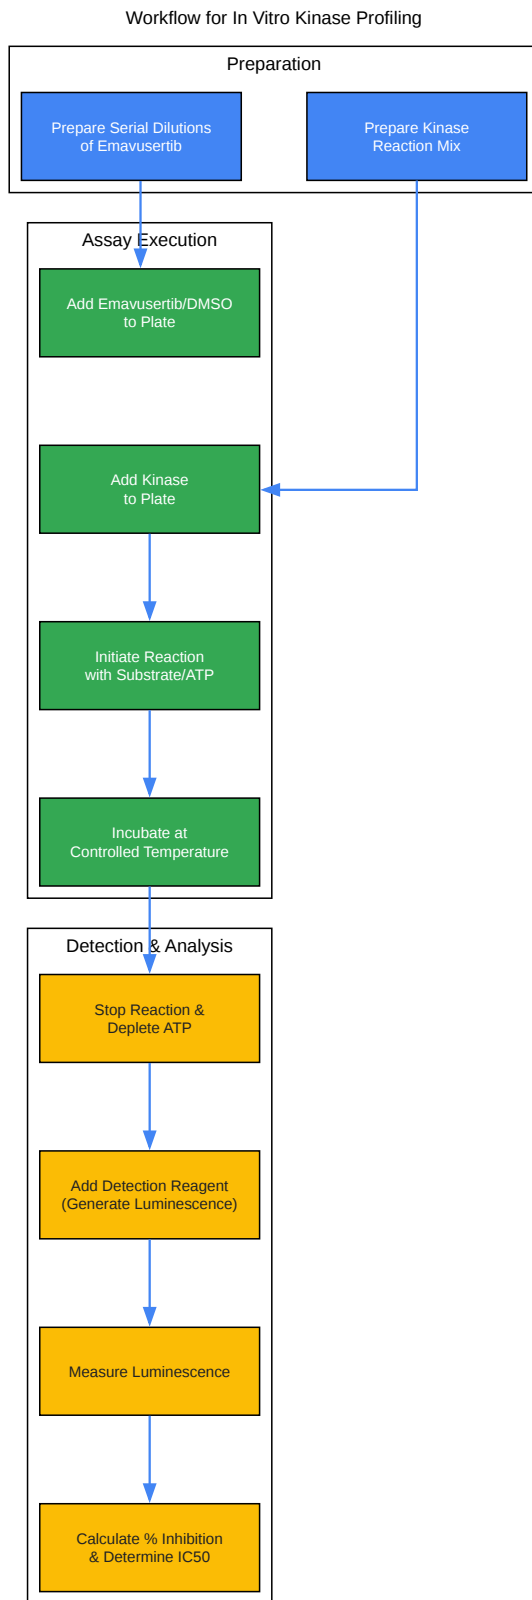 Workflow for In Vitro Kinase Profiling
Preparation
Prepare Serial Dilutions
of Emavusertib
Prepare Kinase
Reaction Mix
Assay Execution
Add Emavusertib/DMSO
to Plate
Add Kinase
to Plate
Initiate Reaction
with Substrate/ATP
Incubate at
Controlled Temperature
Detection & Analysis
Stop Reaction &
Deplete ATP
Add Detection Reagent
(Generate Luminescence)
Measure Luminescence
Calculate % Inhibition
& Determine IC50